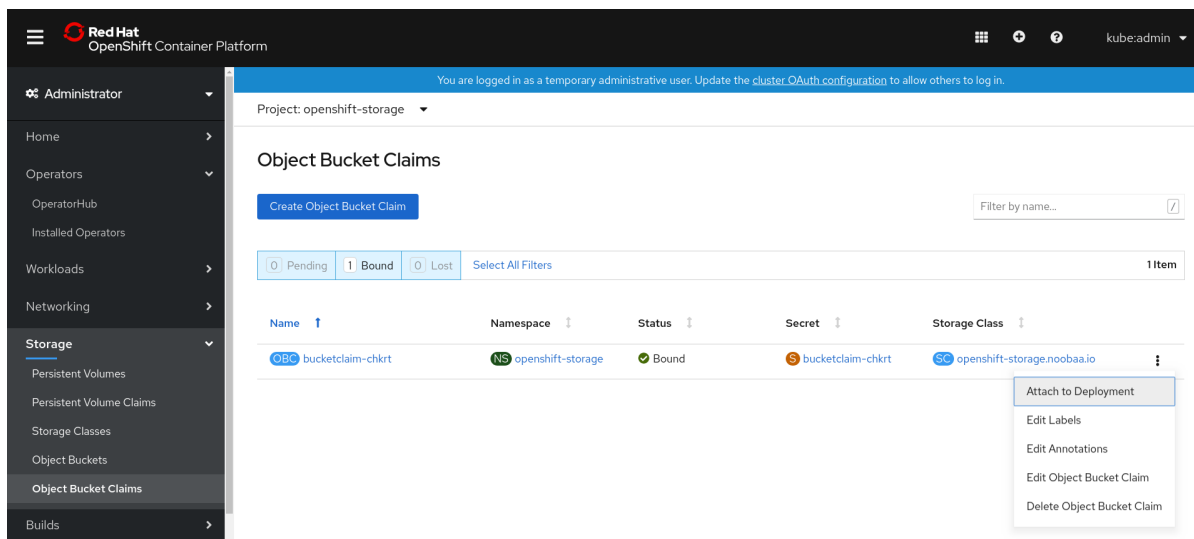 Red Hat
OpenShift Container Platform
kube:admin
Administrator
You are logged in as a temporary administrative user. Update the cluster OAuth configuration to allow others to log in.
Project: openshift-storage
Home
Operators
OperatorHub
Installed Operators
Workloads
Networking
Storage
Persistent Volumes
Persistent Volume Claims
Storage Classes
Object Buckets
Object Bucket Claims
Builds
Object Bucket Claims
Create Object Bucket Claim
Filter by name... /
0 Pending 1 Bound 0 Lost Select All Filters 1 Item
Name Namespace Status Secret Storage Class
OBC bucketclaim-chkrt NS openshift-storage Bound S bucketclaim-chkrt SC openshift-storage.noobaa.io
Attach to Deployment
Edit Labels
Edit Annotations
Edit Object Bucket Claim
Delete Object Bucket Claim